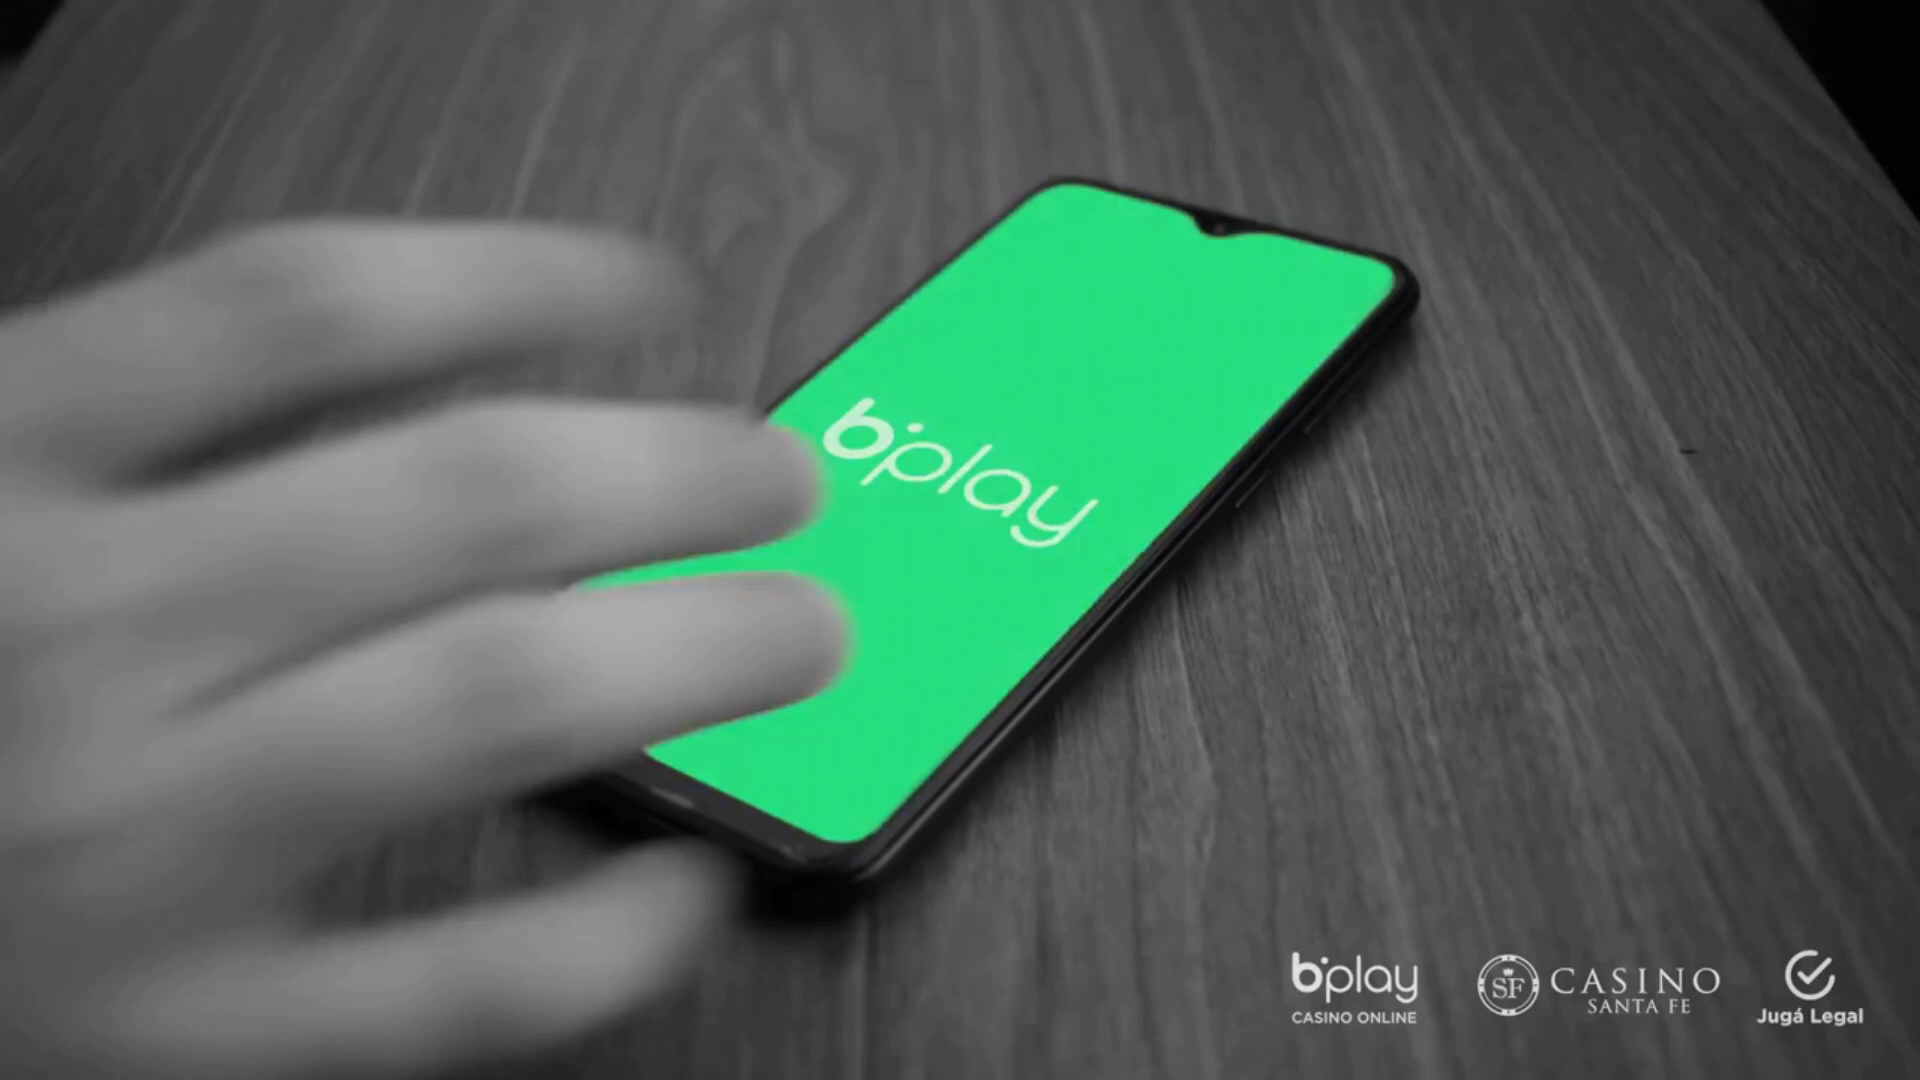 bplay
bplay
CASINO ONLINE
SF
CASINO
SANTA FE
Jugá Legal